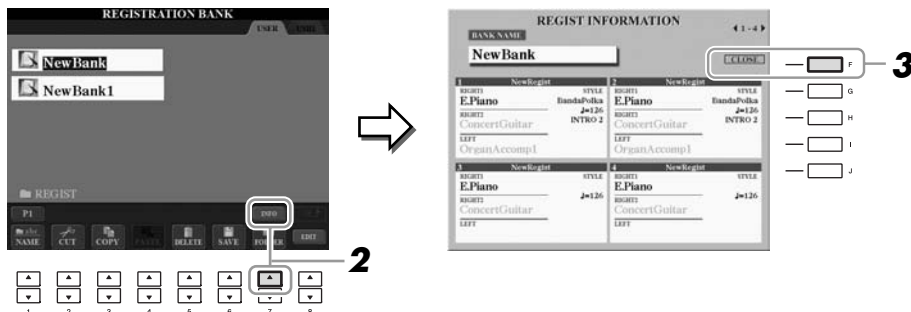 REGISTRATION BANK
USER
NewBank
NewBank1
REGIST
P1
INFO
NAME CUT COPY PASTE DELETE SAVE FOLDER EDIT
2
1 2 3 4 5 6 7 8
REGIST INFORMATION
BANK NAME
1-4
NewBank
CLOSE
F
3
G
H
I
J
1 NewRegist
RIGHT1 STYLE
E.Piano BandaPolka
♩=126
RIGHT2 INTRO 2
ConcertGuitar
LEFT
OrganAccomp1
2 NewRegist
RIGHT1 STYLE
E.Piano BandaPolka
♩=126
RIGHT2 INTRO 2
ConcertGuitar
LEFT
OrganAccomp1
3 NewRegist
RIGHT1 STYLE
E.Piano
♩=126
RIGHT2
ConcertGuitar
LEFT
4 NewRegist
RIGHT1 STYLE
E.Piano
♩=126
RIGHT2
ConcertGuitar
LEFT